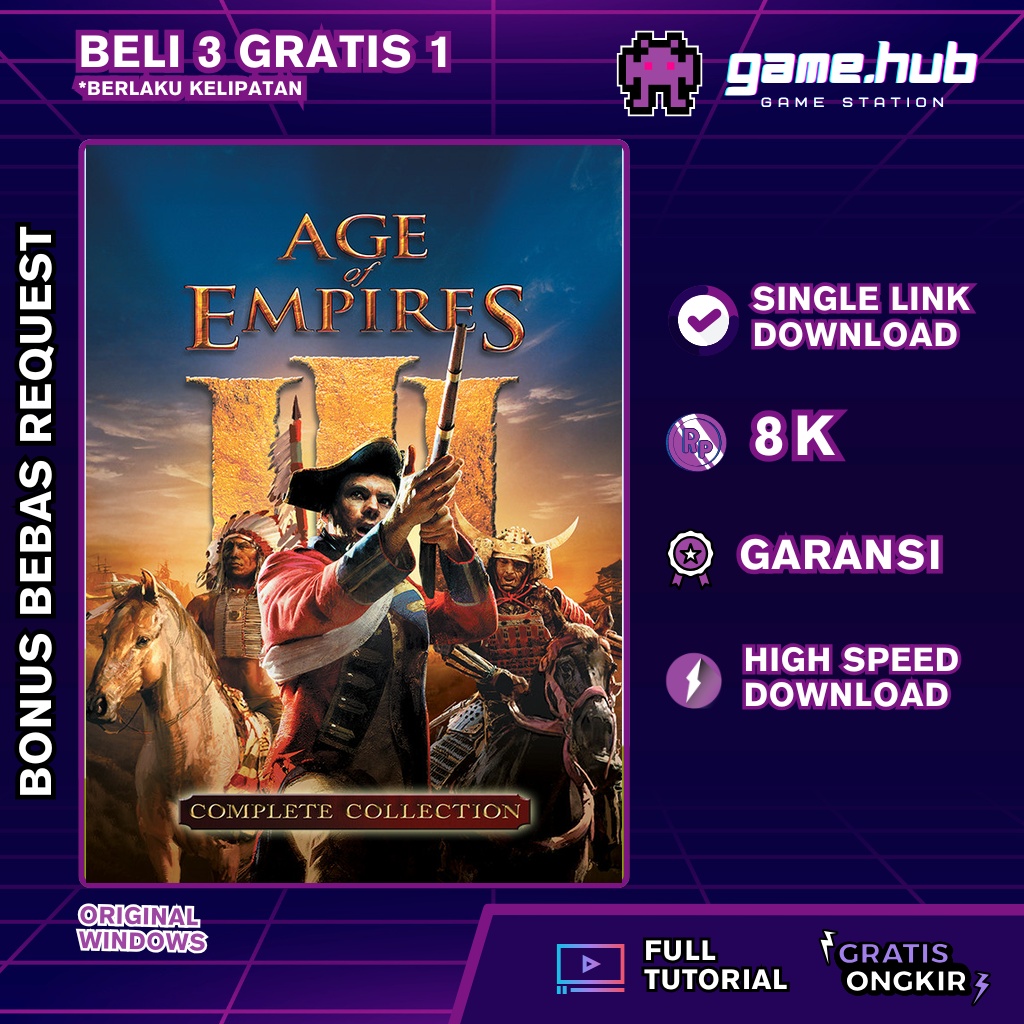 BELI 3 GRATIS 1
*BERLAKU KELIPATAN
game.hub
GAME STATION
BONUS BEBAS REQUEST
AGE
of
EMPIRES
III
COMPLETE COLLECTION
SINGLE LINK
DOWNLOAD
Rp
8K
GARANSI
HIGH SPEED
DOWNLOAD
ORIGINAL
WINDOWS
FULL
TUTORIAL
GRATIS
ONGKIR